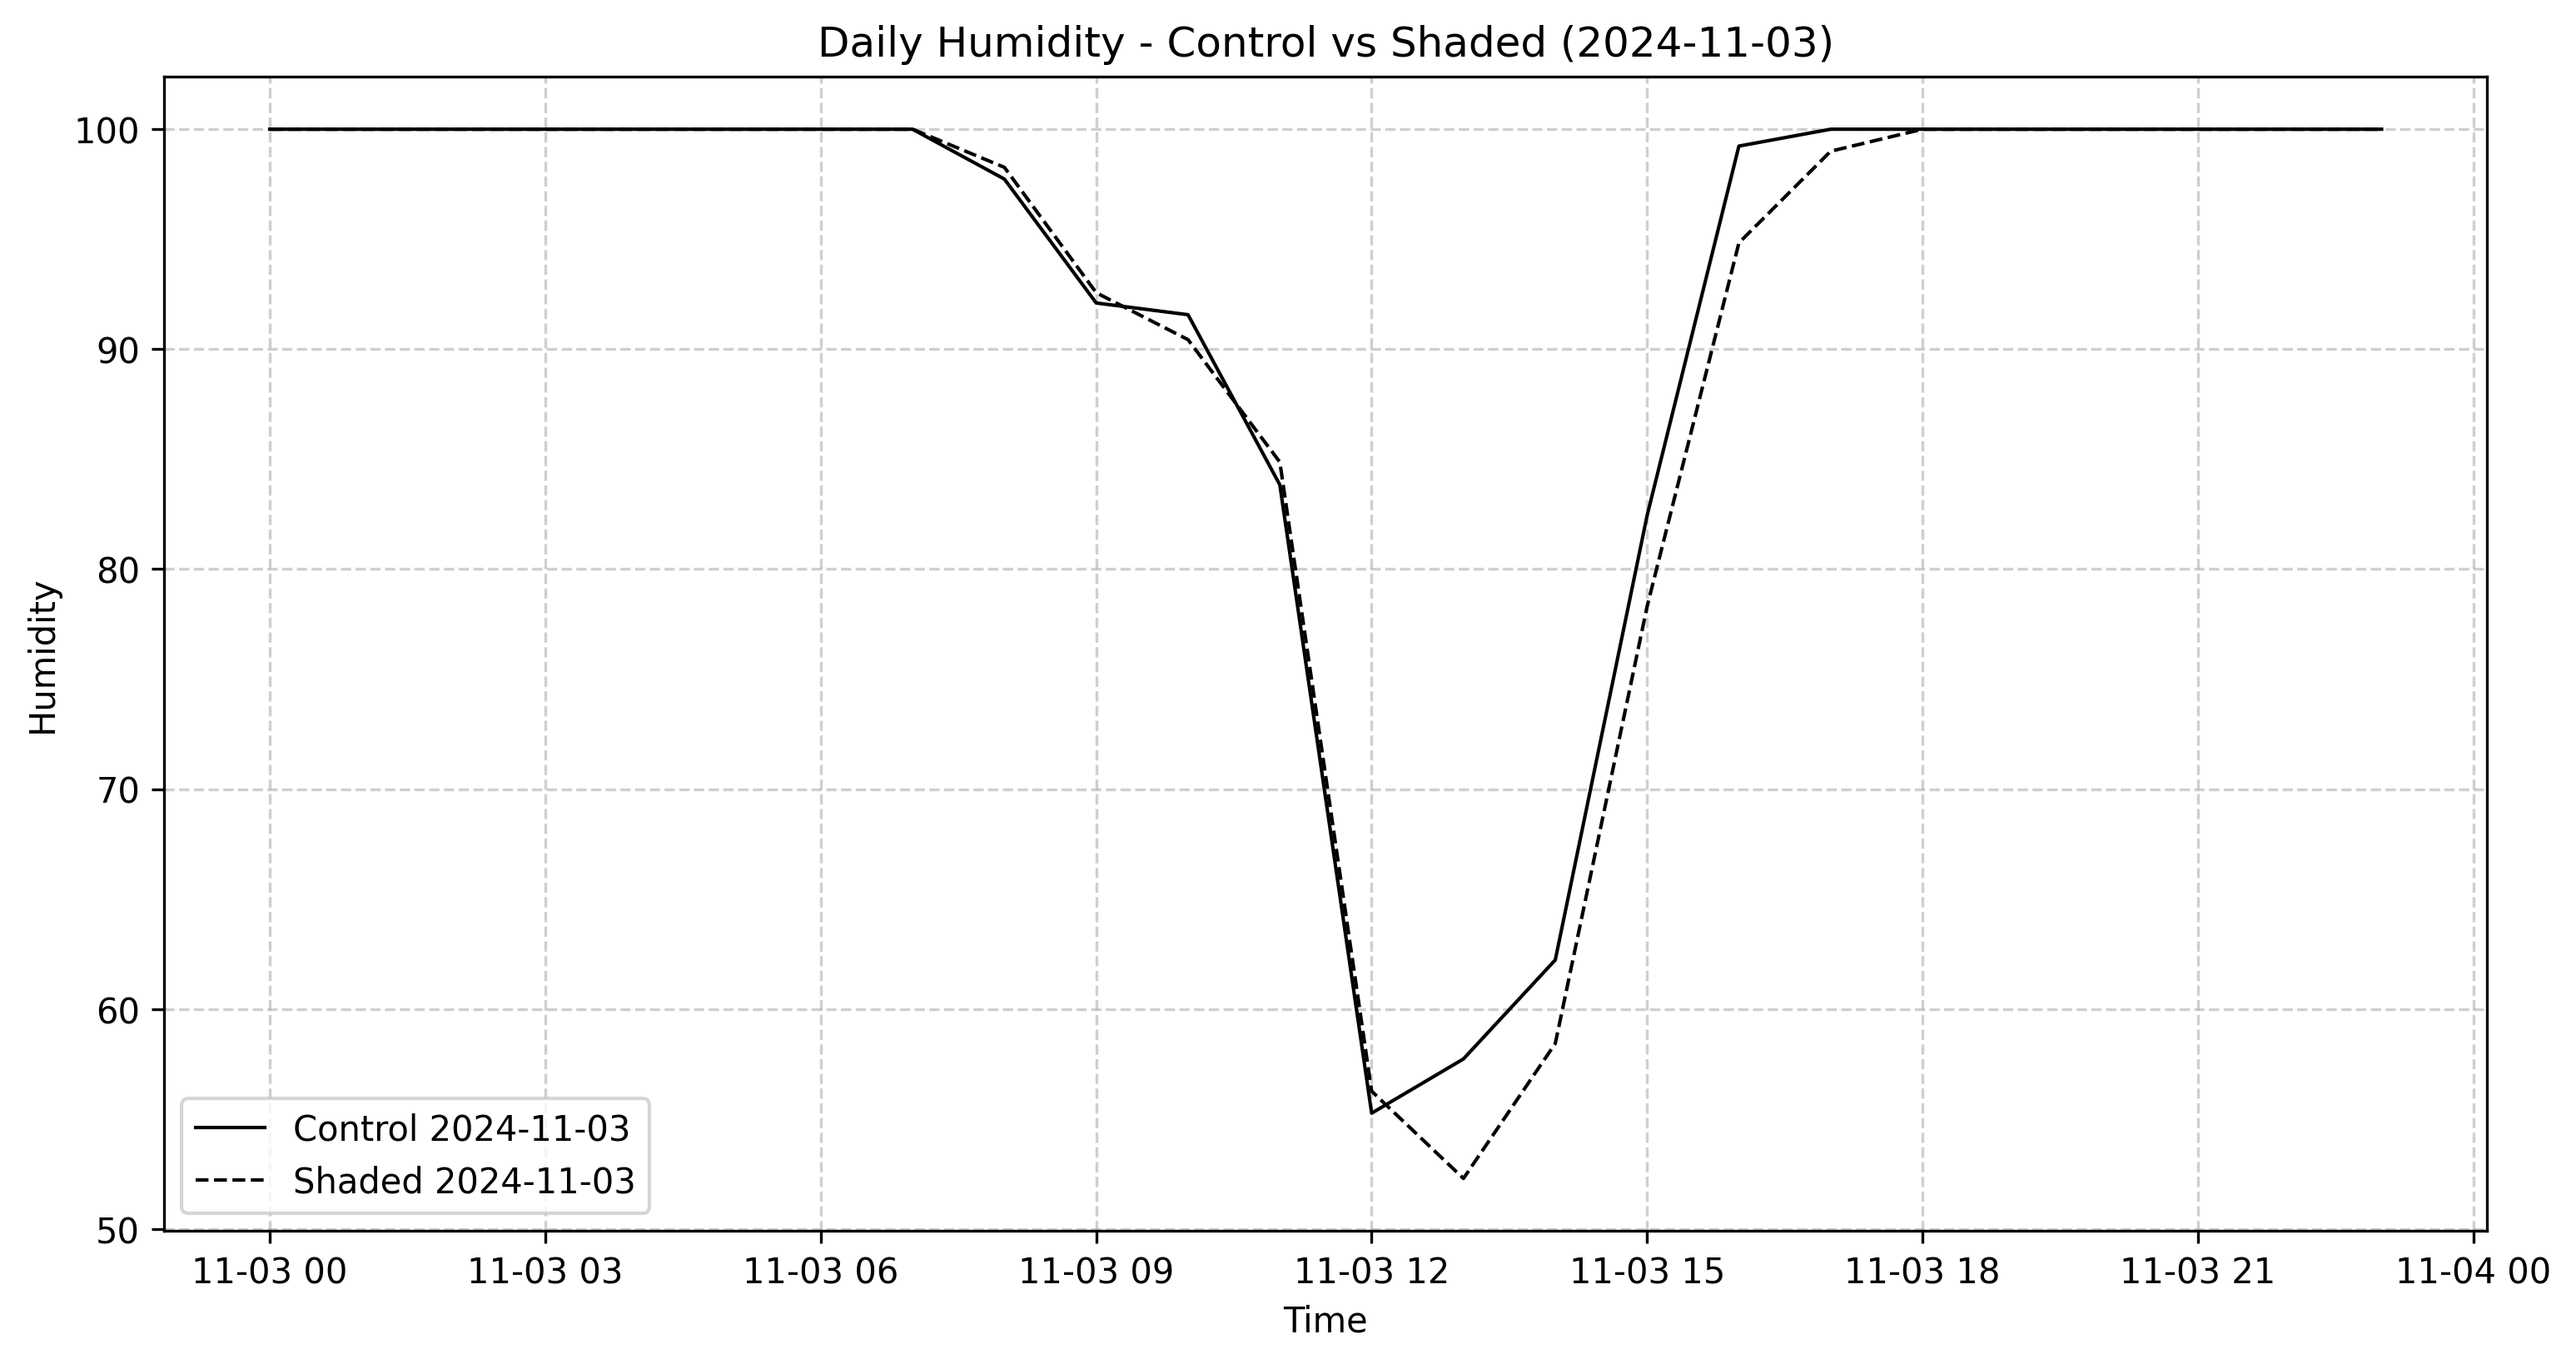 Daily Humidity - Control vs Shaded (2024-11-03)
100
90
80
70
60
50
Humidity
Control 2024-11-03
Shaded 2024-11-03
11-03 00 11-03 03 11-03 06 11-03 09 11-03 12 11-03 15 11-03 18 11-03 21 11-04 00
Time